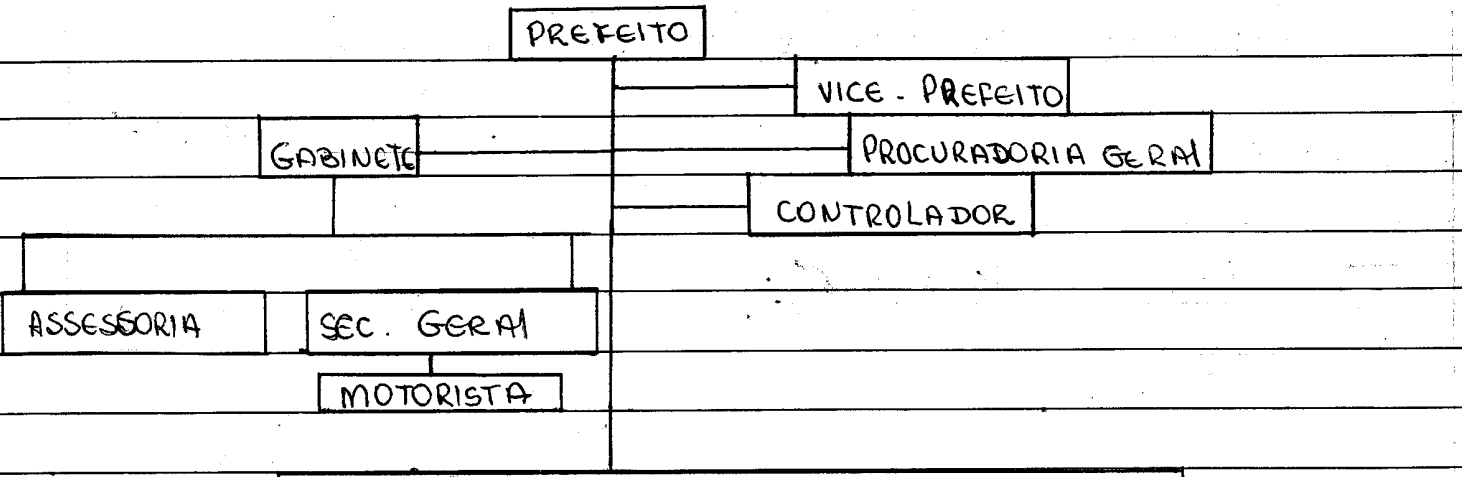 PREFEITO
VICE - PREFEITO
GABINETE
PROCURADORIA GERAL
CONTROLADOR
ASSESSORIA
SEC. GERAL
MOTORISTA